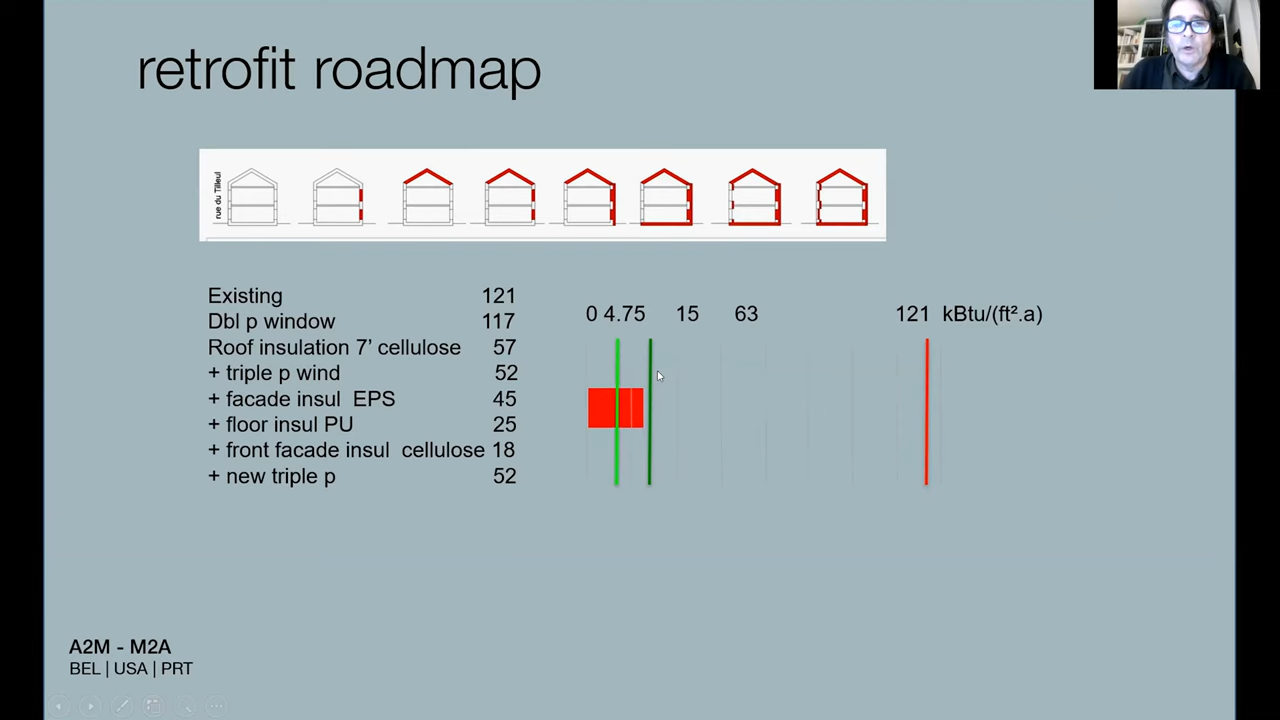 retrofit roadmap
rue du Tilleul
Existing 121
Dbl p window 117
Roof insulation 7' cellulose 57
+ triple p wind 52
+ facade insul EPS 45
+ floor insul PU 25
+ front facade insul cellulose 18
+ new triple p 52
0 4.75 15 63 121 kBtu/(ft².a)
A2M - M2A
BEL | USA | PRT